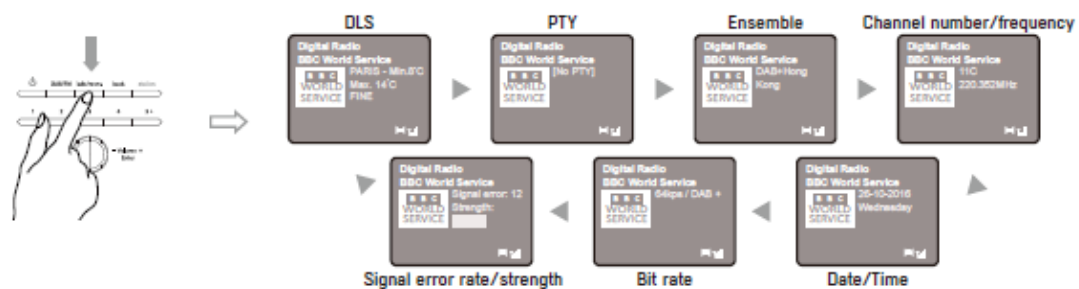 DLS
PTY
Ensemble
Channel number/frequency
Digital Radio
BBC World Service
BBC
WORLD
SERVICE
PARIS - Min.8°C
Max. 14°C
FINE
Digital Radio
BBC World Service
BBC
WORLD
SERVICE
[No PTY]
Digital Radio
BBC World Service
BBC
WORLD
SERVICE
DAB+Hong
Kong
Digital Radio
BBC World Service
BBC
WORLD
SERVICE
11C
220.352MHz
Digital Radio
BBC World Service
BBC
WORLD
SERVICE
Signal error: 12
Strength:
Digital Radio
BBC World Service
BBC
WORLD
SERVICE
64kps / DAB +
Digital Radio
BBC World Service
BBC
WORLD
SERVICE
26-10-2016
Wednesday
Signal error rate/strength
Bit rate
Date/Time